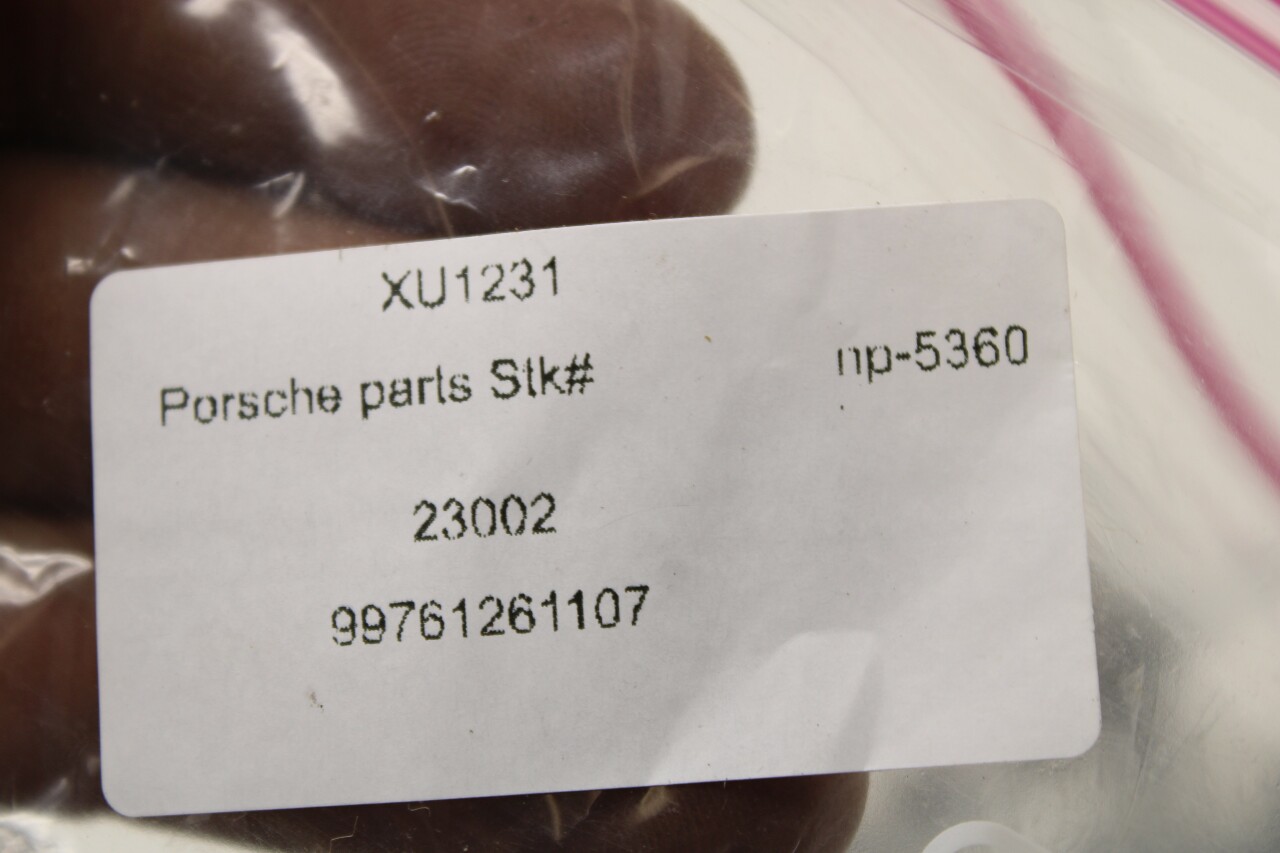 XU1231
Porsche parts Stk# np-5360
23002
99761261107